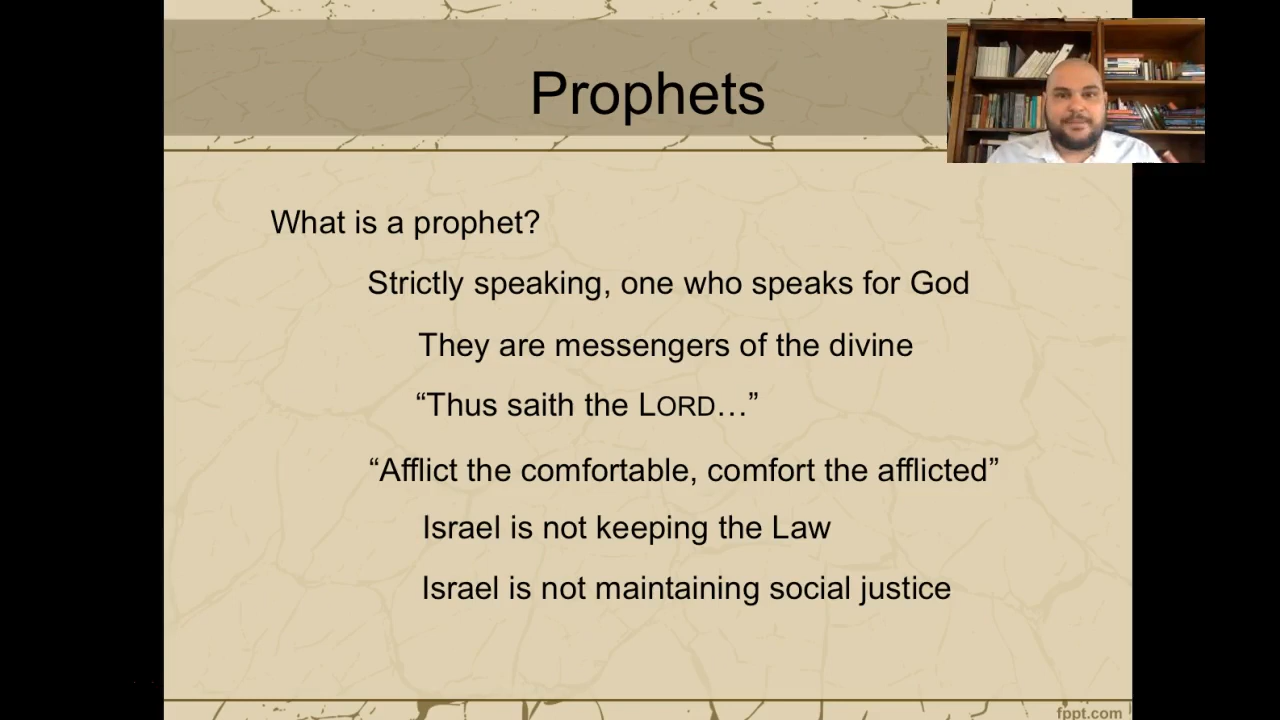 Prophets
What is a prophet?
Strictly speaking, one who speaks for God
They are messengers of the divine
“Thus saith the LORD…”
“Afflict the comfortable, comfort the afflicted”
Israel is not keeping the Law
Israel is not maintaining social justice
fppt.com